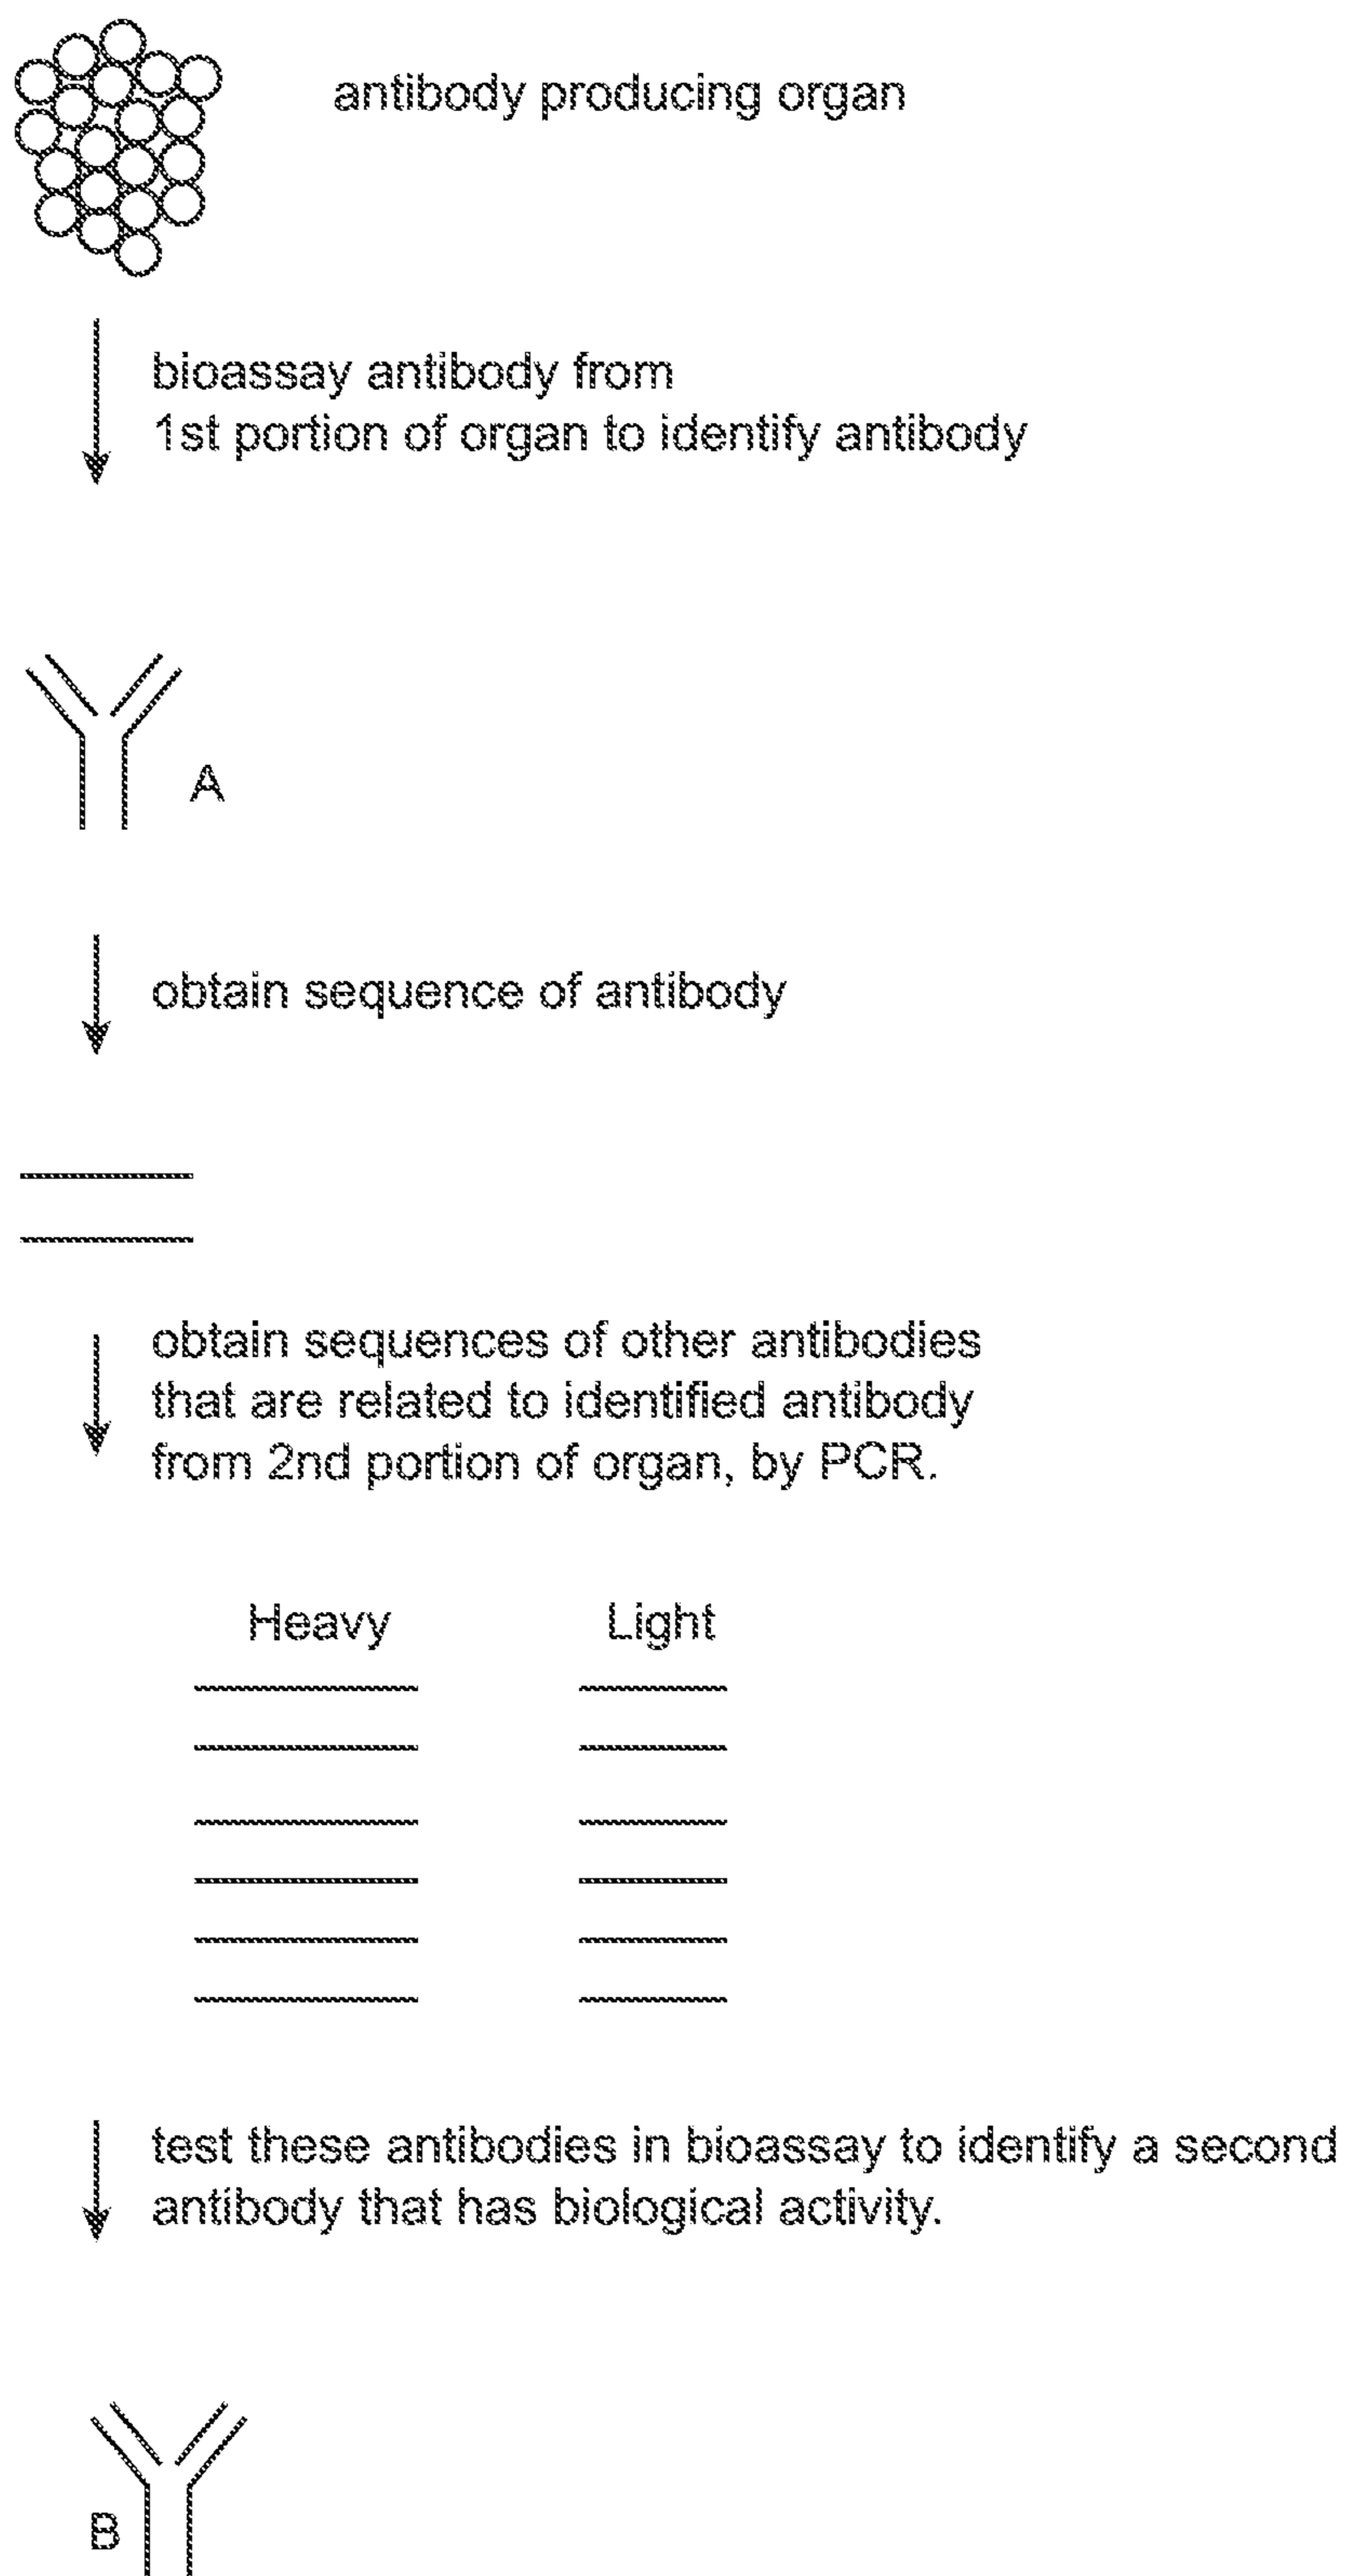 antibody producing organ
bioassay antibody from
1st portion of organ to identify antibody
A
obtain sequence of antibody
obtain sequences of other antibodies
that are related to identified antibody
from 2nd portion of organ, by PCR.
Heavy Light
test these antibodies in bioassay to identify a second
antibody that has biological activity.
B